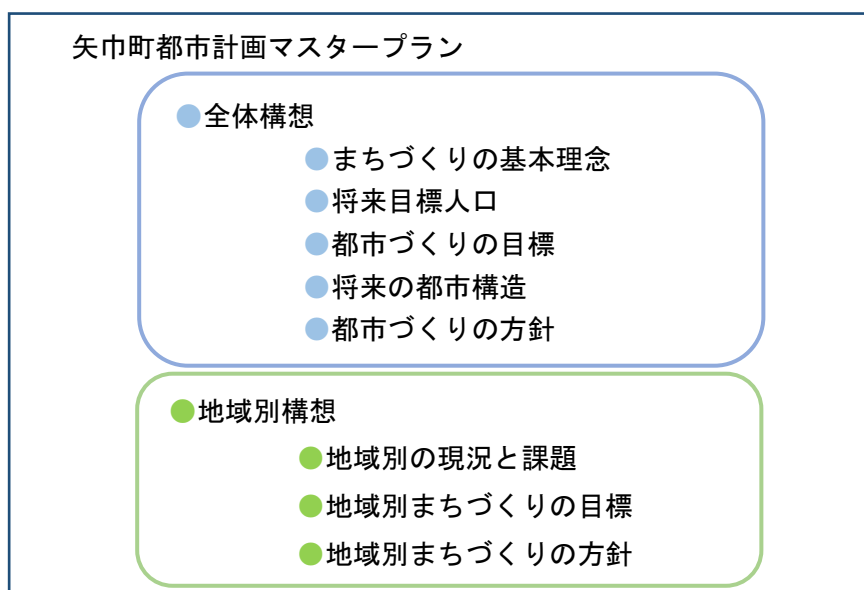 矢巾町都市計画マスタープラン
●全体構想
●まちづくりの基本理念
●将来目標人口
●都市づくりの目標
●将来の都市構造
●都市づくりの方針
●地域別構想
●地域別の現況と課題
●地域別まちづくりの目標
●地域別まちづくりの方針